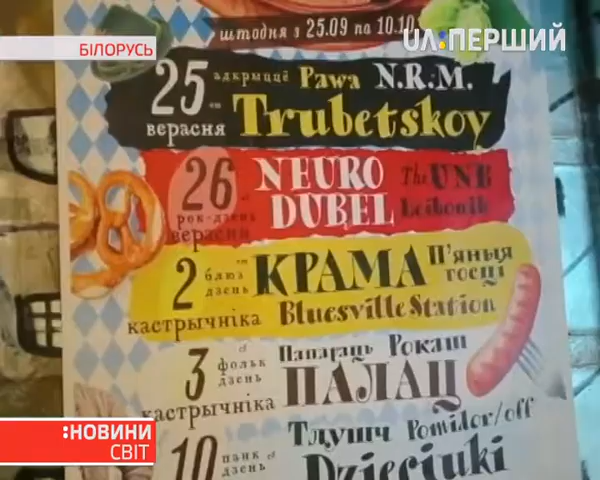 БІЛОРУСЬ
штодня з 25.09 па 10.10
UA:ПЕРШИЙ
25 адкрыццё Pawa N.R.M.
верасня Trubetskoy
26 NEURO The UNB
рок-дзень DUBEL Leibonik
верасня
2 блюз дзень КРАМА П'яныя госці
кастрычніка Bluesville Station
3 фольк дзень Папараць Рокаш
кастрычніка ПАЛАЦ
10 панк дзень Тлушч Pomidor/off
Dzieciuki
:НОВИНИ
СВІТ